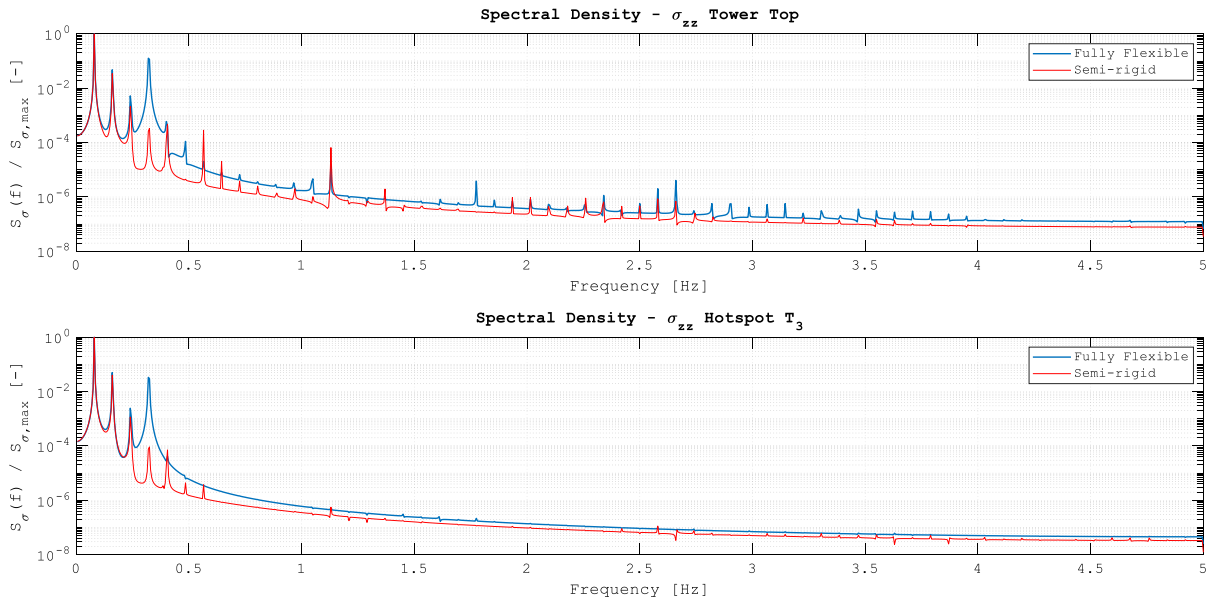 Spectral Density - σzz Tower Top
Sσ(f) / Sσ,max [-]
10^0
10^-2
10^-4
10^-6
10^-8
Fully Flexible
Semi-rigid
0 0.5 1 1.5 2 2.5 3 3.5 4 4.5 5
Frequency [Hz]
Spectral Density - σzz Hotspot T3
Sσ(f) / Sσ,max [-]
10^0
10^-2
10^-4
10^-6
10^-8
Fully Flexible
Semi-rigid
0 0.5 1 1.5 2 2.5 3 3.5 4 4.5 5
Frequency [Hz]